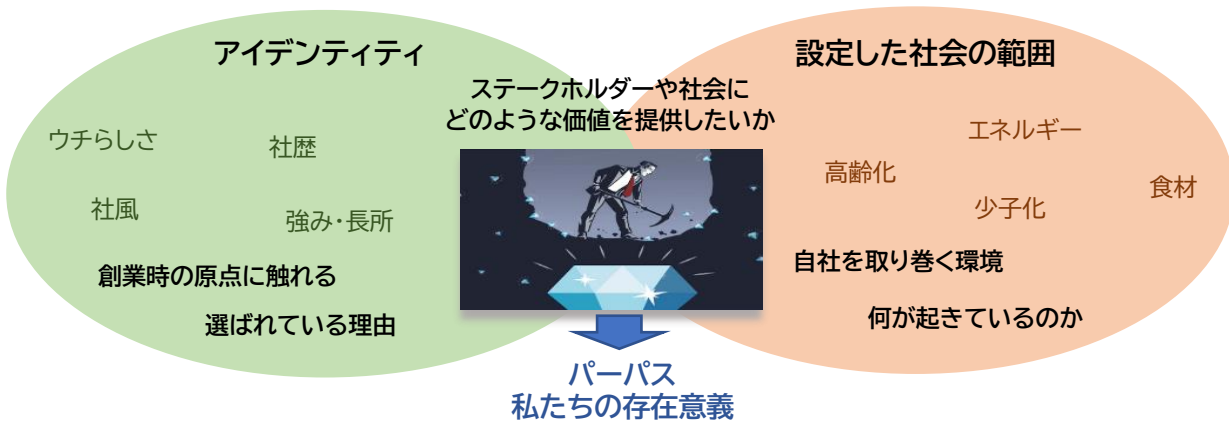 アイデンティティ
ウチらしさ
社歴
社風
強み・長所
創業時の原点に触れる
選ばれている理由
ステークホルダーや社会に
どのような価値を提供したいか
設定した社会の範囲
エネルギー
高齢化
食材
少子化
自社を取り巻く環境
何が起きているのか
パーパス
私たちの存在意義